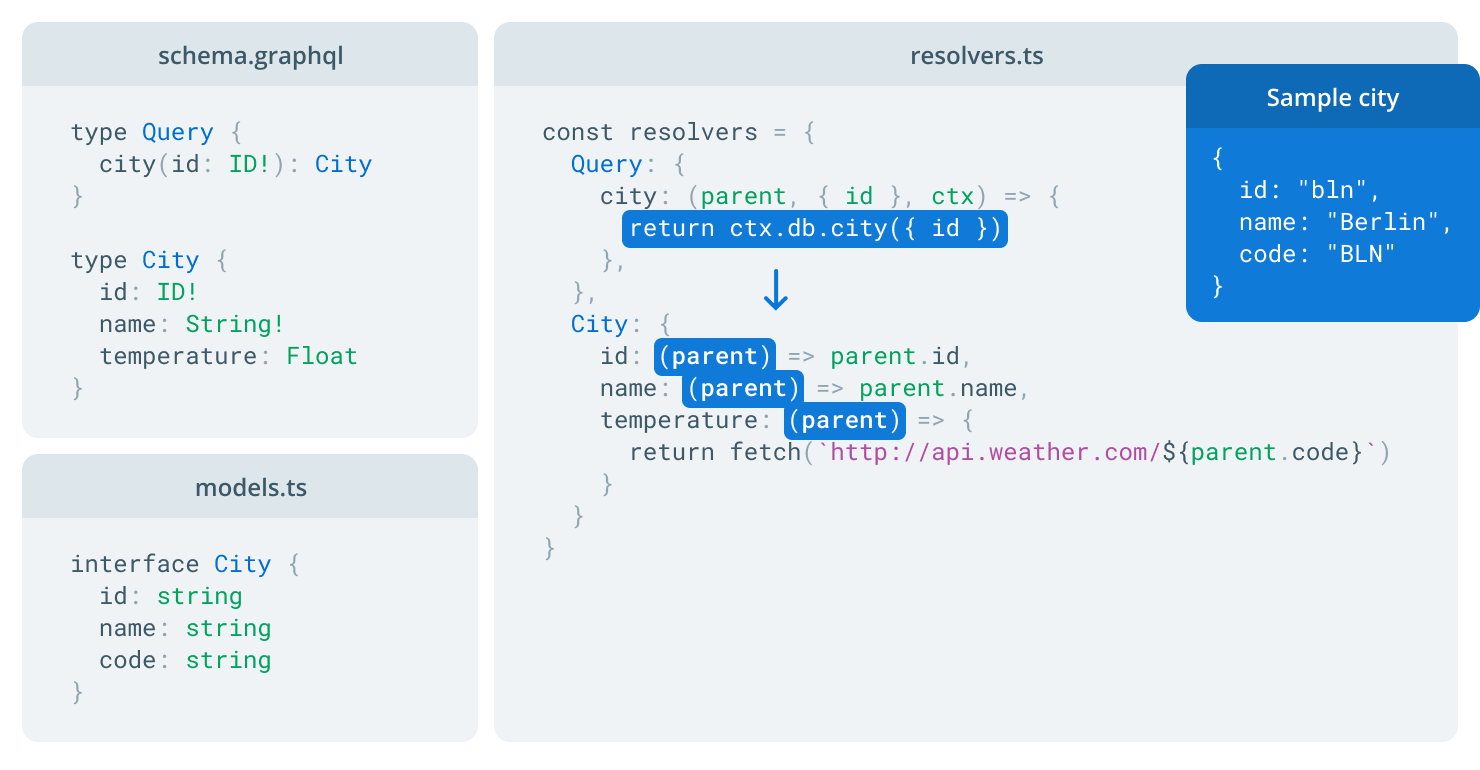 schema.graphql
type Query {
  city(id: ID!): City
}
type City {
  id: ID!
  name: String!
  temperature: Float
}
models.ts
interface City {
  id: string
  name: string
  code: string
}
resolvers.ts
const resolvers = {
  Query: {
    city: (parent, { id }, ctx) => {
      return ctx.db.city({ id })
    },
  },
  City: {
    id: (parent) => parent.id,
    name: (parent) => parent.name,
    temperature: (parent) => {
      return fetch(`http://api.weather.com/${parent.code}`)
    }
  }
}
Sample city
{
  id: "bln",
  name: "Berlin",
  code: "BLN"
}